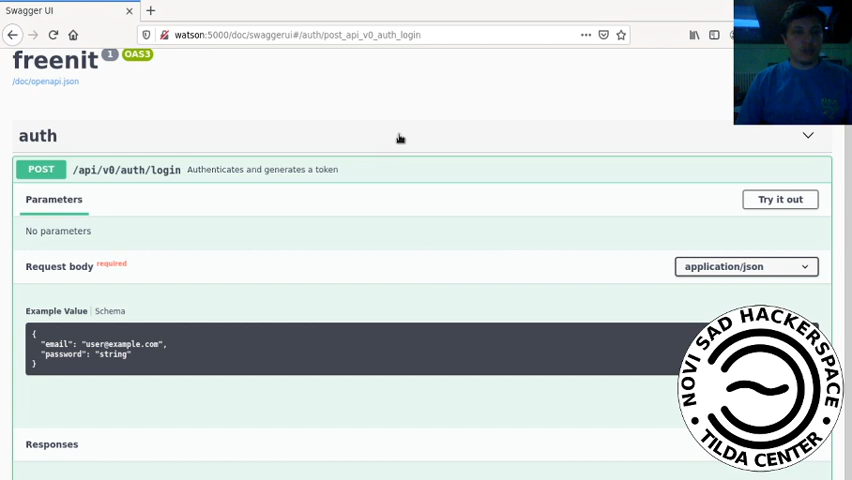 Swagger UI
watson:5000/doc/swaggerui#/auth/post_api_v0_auth_login
freenit 1 OAS3
/doc/openapi.json
auth
POST /api/v0/auth/login Authenticates and generates a token
Parameters
Try it out
No parameters
Request body required
application/json
Example Value Schema
{
"email": "user@example.com",
"password": "string"
}
Responses
NOVI SAD HACKERSPACE
TILDA CENTER